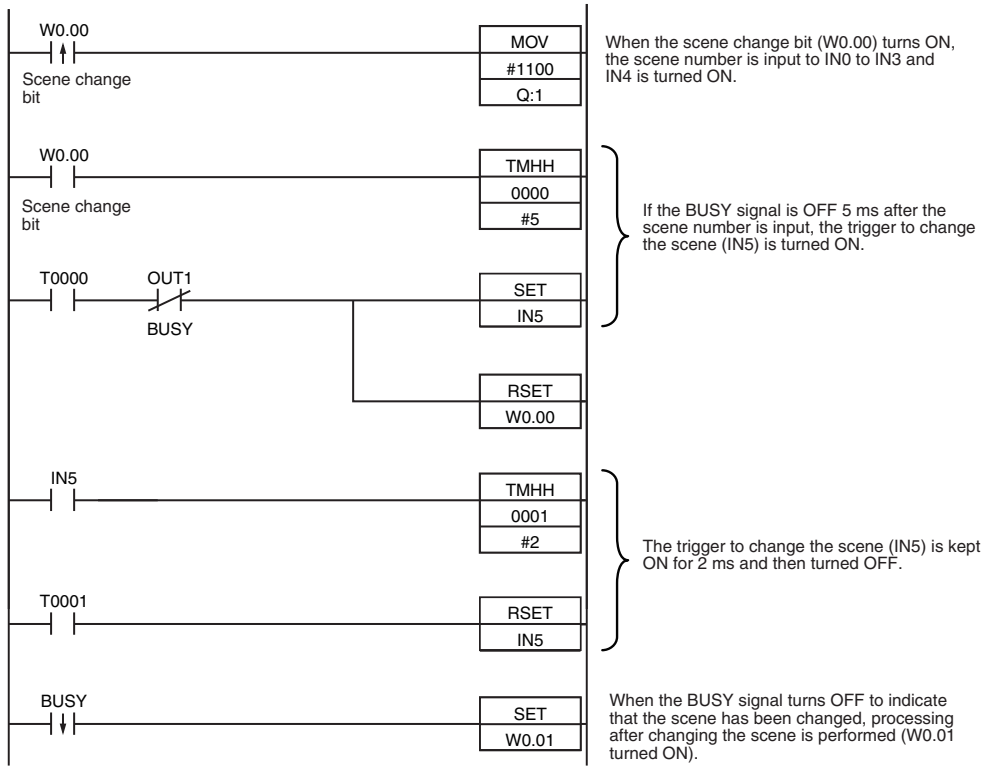 W0.00
Scene change
bit
MOV
#1100
Q:1
When the scene change bit (W0.00) turns ON,
the scene number is input to IN0 to IN3 and
IN4 is turned ON.
W0.00
Scene change
bit
TMHH
0000
#5
If the BUSY signal is OFF 5 ms after the
scene number is input, the trigger to change
the scene (IN5) is turned ON.
T0000
OUT1
BUSY
SET
IN5
RSET
W0.00
IN5
TMHH
0001
#2
The trigger to change the scene (IN5) is kept
ON for 2 ms and then turned OFF.
T0001
RSET
IN5
BUSY
SET
W0.01
When the BUSY signal turns OFF to indicate
that the scene has been changed, processing
after changing the scene is performed (W0.01
turned ON).